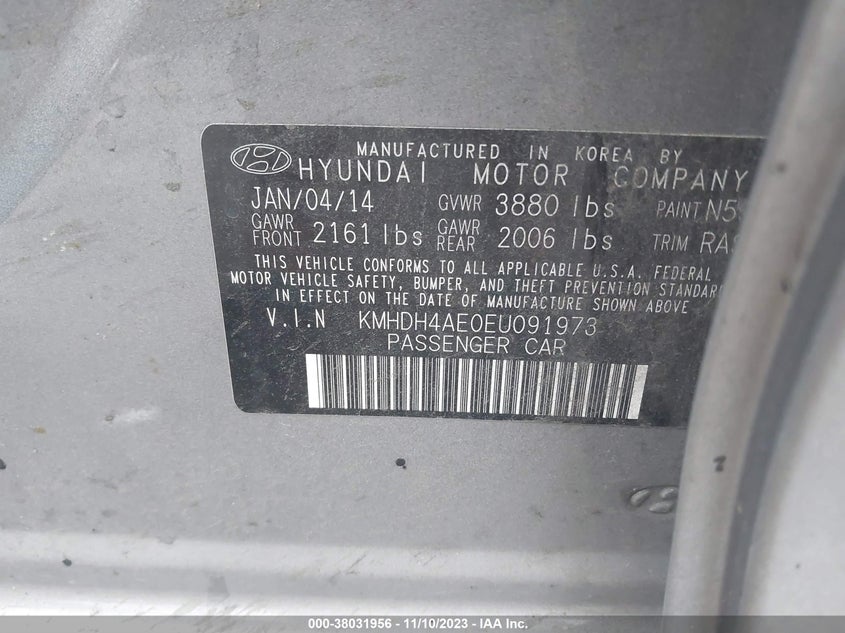 MANUFACTURED IN KOREA BY
HYUNDAI MOTOR COMPANY
JAN/04/14 GVWR 3880 lbs PAINT
GAWR FRONT 2161 lbs GAWR REAR 2006 lbs TRIM
THIS VEHICLE CONFORMS TO ALL APPLICABLE U.S.A. FEDERAL
MOTOR VEHICLE SAFETY, BUMPER, AND THEFT PREVENTION
IN EFFECT ON THE DATE OF MANUFACTURE SHOWN ABOVE
V.I.N KMHDH4AE0EU091973
PASSENGER CAR
000-38031956 - 11/10/2023 - IAA Inc.